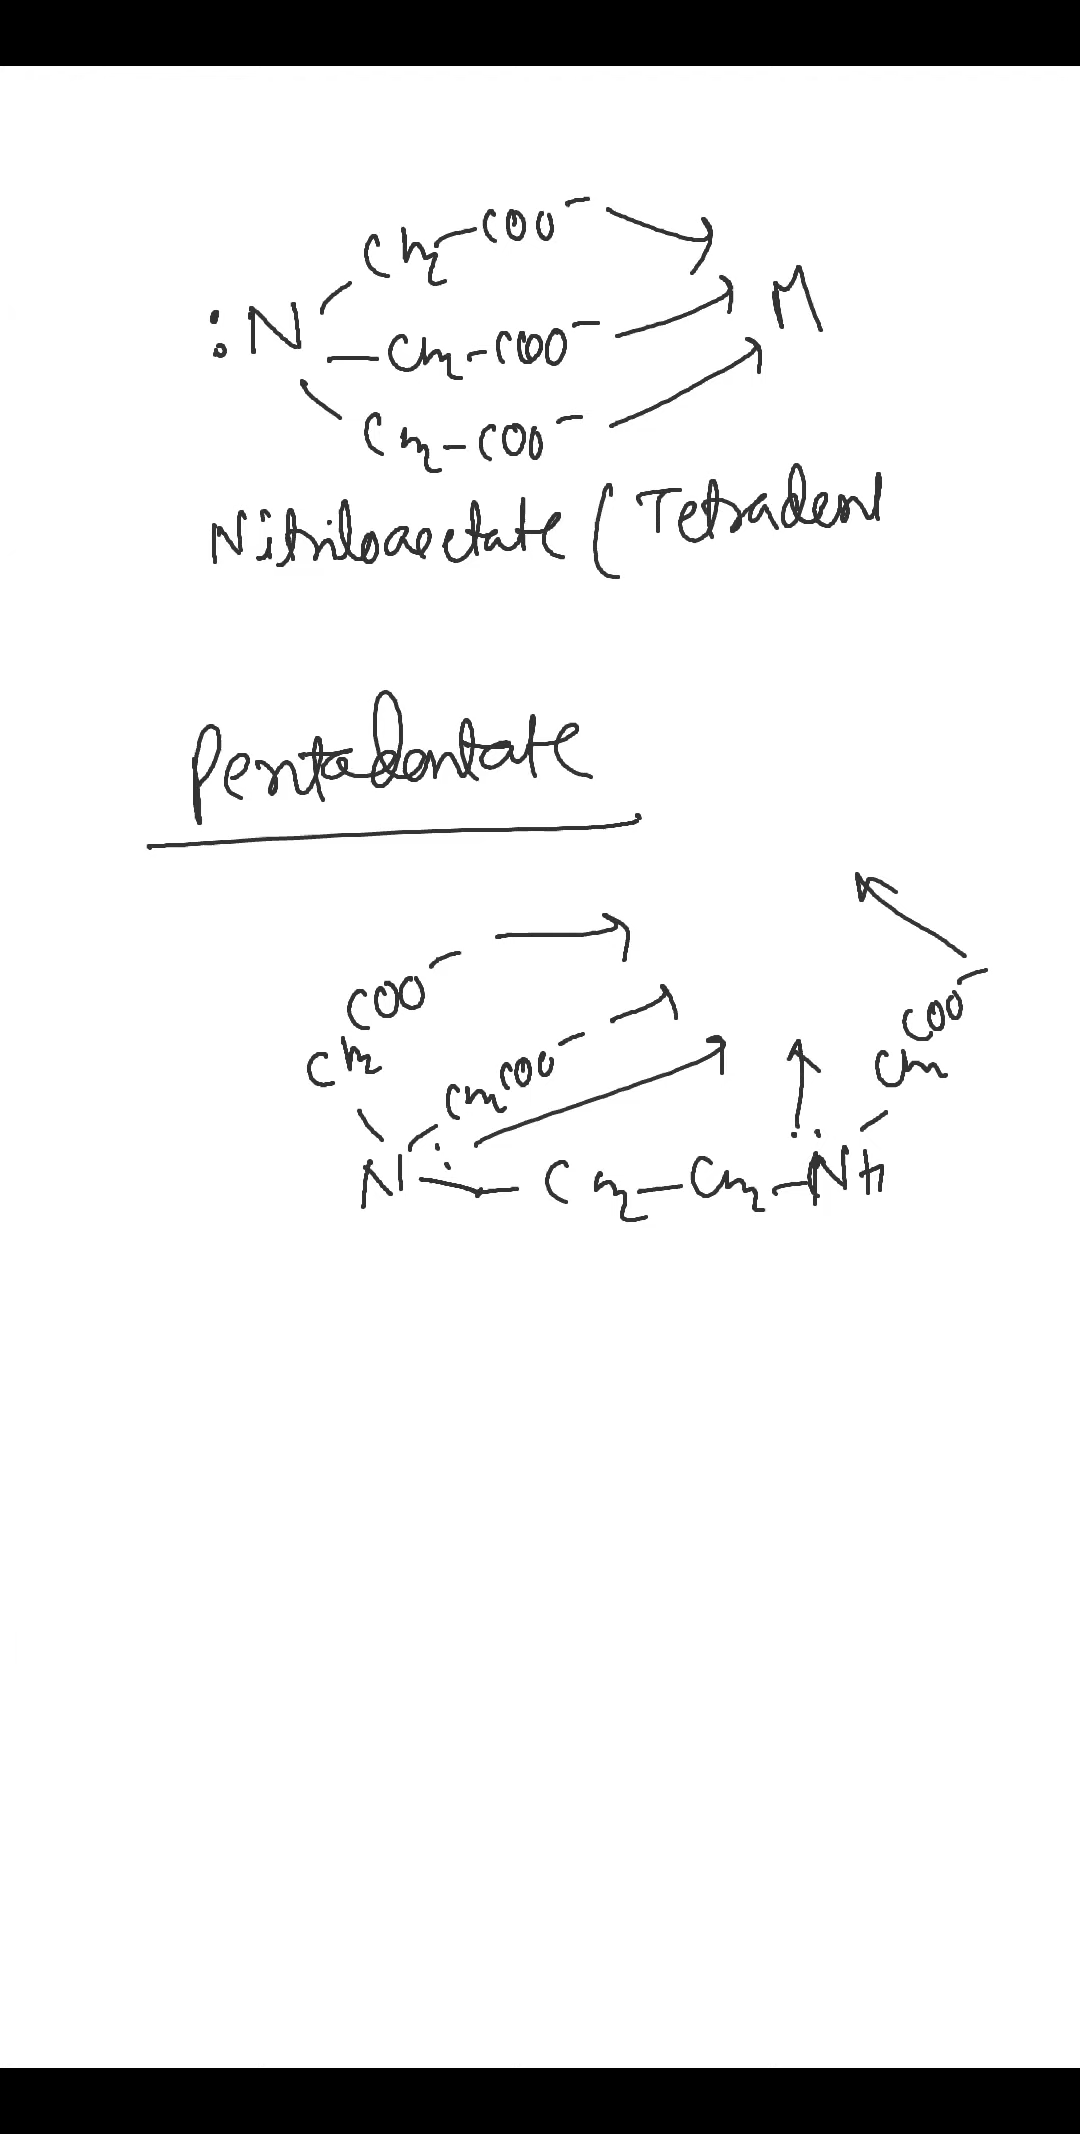 CH2-COO⁻
:N -CH2-COO⁻ M
CH2-COO⁻
Nitriloacetate (Tetradent
Pentadentate
COO⁻ COO⁻
CH2 CH2COO⁻ CH2
N: - CH2-CH2-NH